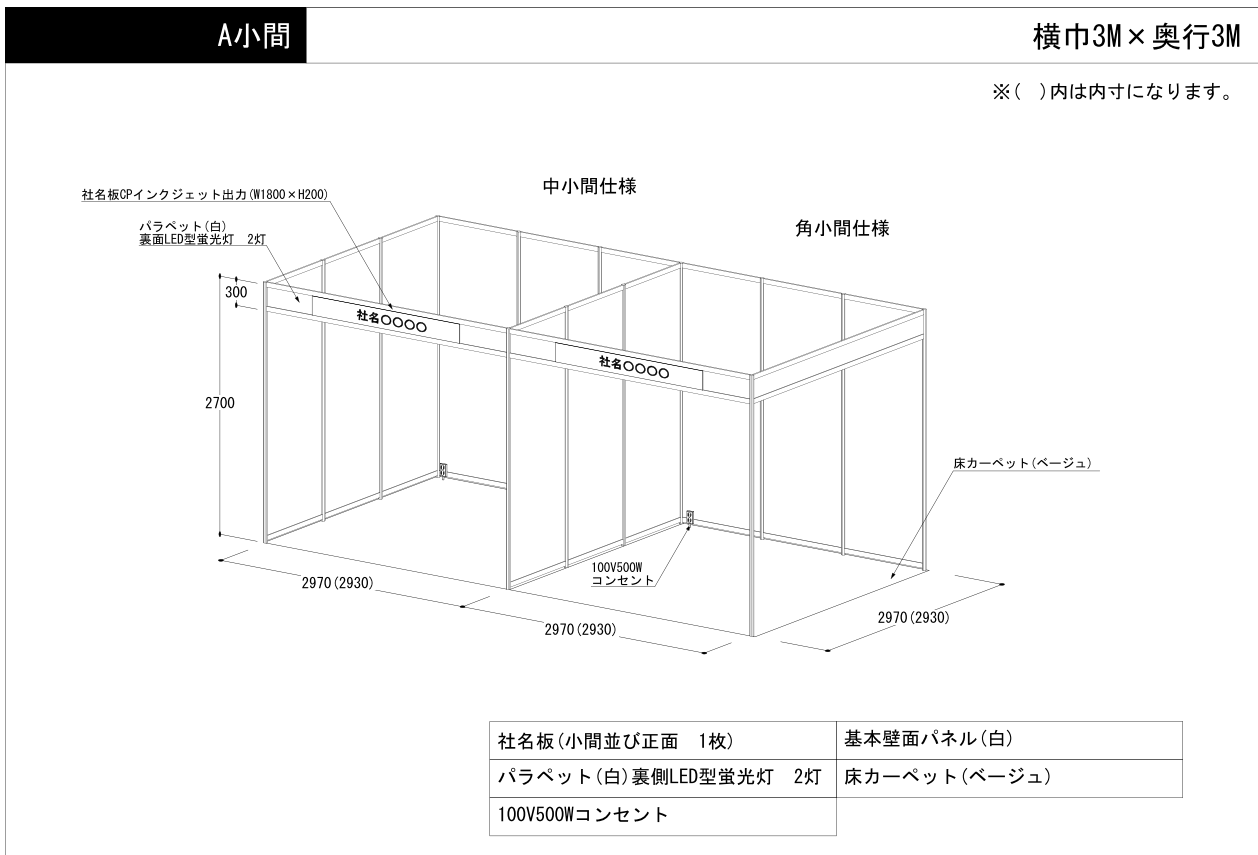 A小間
横巾3M×奥行3M
※( )内は内寸になります。
中小間仕様
社名板CPインクジェット出力(W1800×H200)
角小間仕様
パラペット(白)
裏面LED型蛍光灯 2灯
300
社名○○○○
社名○○○○
2700
床カーペット(ベージュ)
100V500W
コンセント
2970(2930)
2970(2930)
2970(2930)
社名板(小間並び正面 1枚)
基本壁面パネル(白)
パラペット(白)裏側LED型蛍光灯 2灯
床カーペット(ベージュ)
100V500Wコンセント